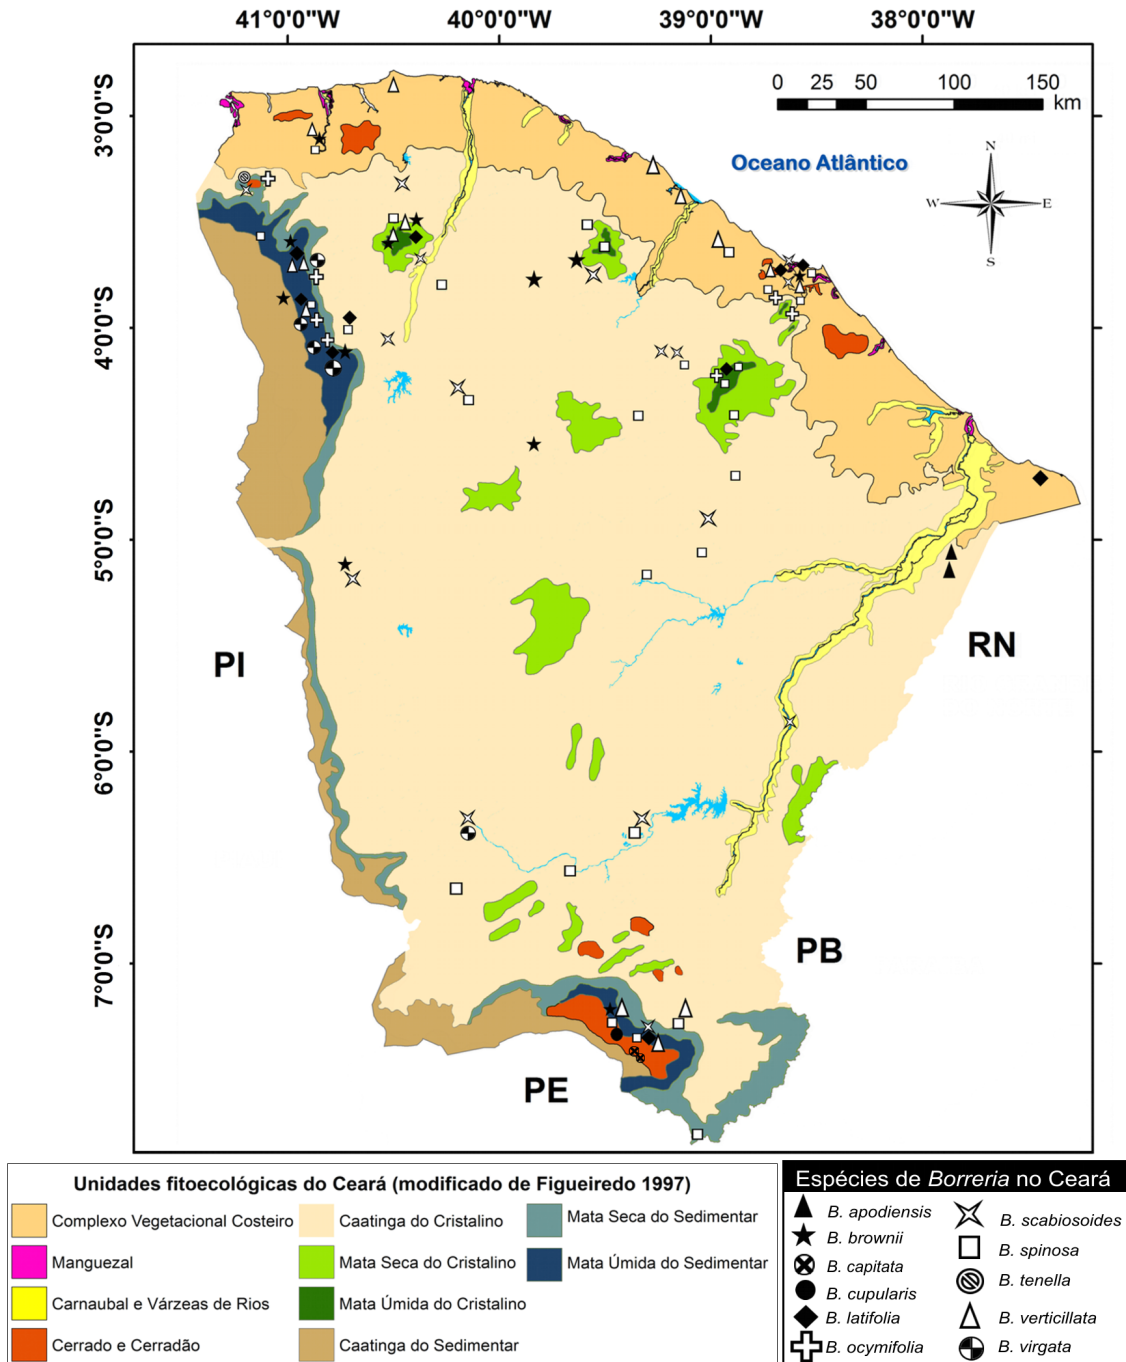 41°0'0"W 40°0'0"W 39°0'0"W 38°0'0"W
3°0'0"S
4°0'0"S
5°0'0"S
6°0'0"S
7°0'0"S
0 25 50 100 150
km
Oceano Atlântico
N
W E
S
PI
RN
PB
PE
Unidades fitoecológicas do Ceará (modificado de Figueiredo 1997)
Complexo Vegetacional Costeiro
Manguezal
Carnaubal e Várzeas de Rios
Cerrado e Cerradão
Caatinga do Cristalino
Mata Seca do Cristalino
Mata Úmida do Cristalino
Caatinga do Sedimentar
Mata Seca do Sedimentar
Mata Úmida do Sedimentar
Espécies de Borreria no Ceará
B. apodiensis
B. brownii
B. capitata
B. cupularis
B. latifolia
B. ocymifolia
B. scabiosoides
B. spinosa
B. tenella
B. verticillata
B. virgata